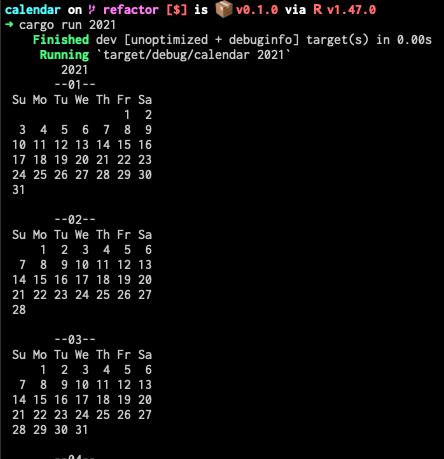 calendar on refactor [$] is 📦 v0.1.0 via R v1.47.0
➜ cargo run 2021
    Finished dev [unoptimized + debuginfo] target(s) in 0.00s
     Running `target/debug/calendar 2021`
        2021
       --01--
 Su Mo Tu We Th Fr Sa
                 1  2
  3  4  5  6  7  8  9
 10 11 12 13 14 15 16
 17 18 19 20 21 22 23
 24 25 26 27 28 29 30
 31
       --02--
 Su Mo Tu We Th Fr Sa
     1  2  3  4  5  6
  7  8  9 10 11 12 13
 14 15 16 17 18 19 20
 21 22 23 24 25 26 27
 28
       --03--
 Su Mo Tu We Th Fr Sa
     1  2  3  4  5  6
  7  8  9 10 11 12 13
 14 15 16 17 18 19 20
 21 22 23 24 25 26 27
 28 29 30 31
       --04--